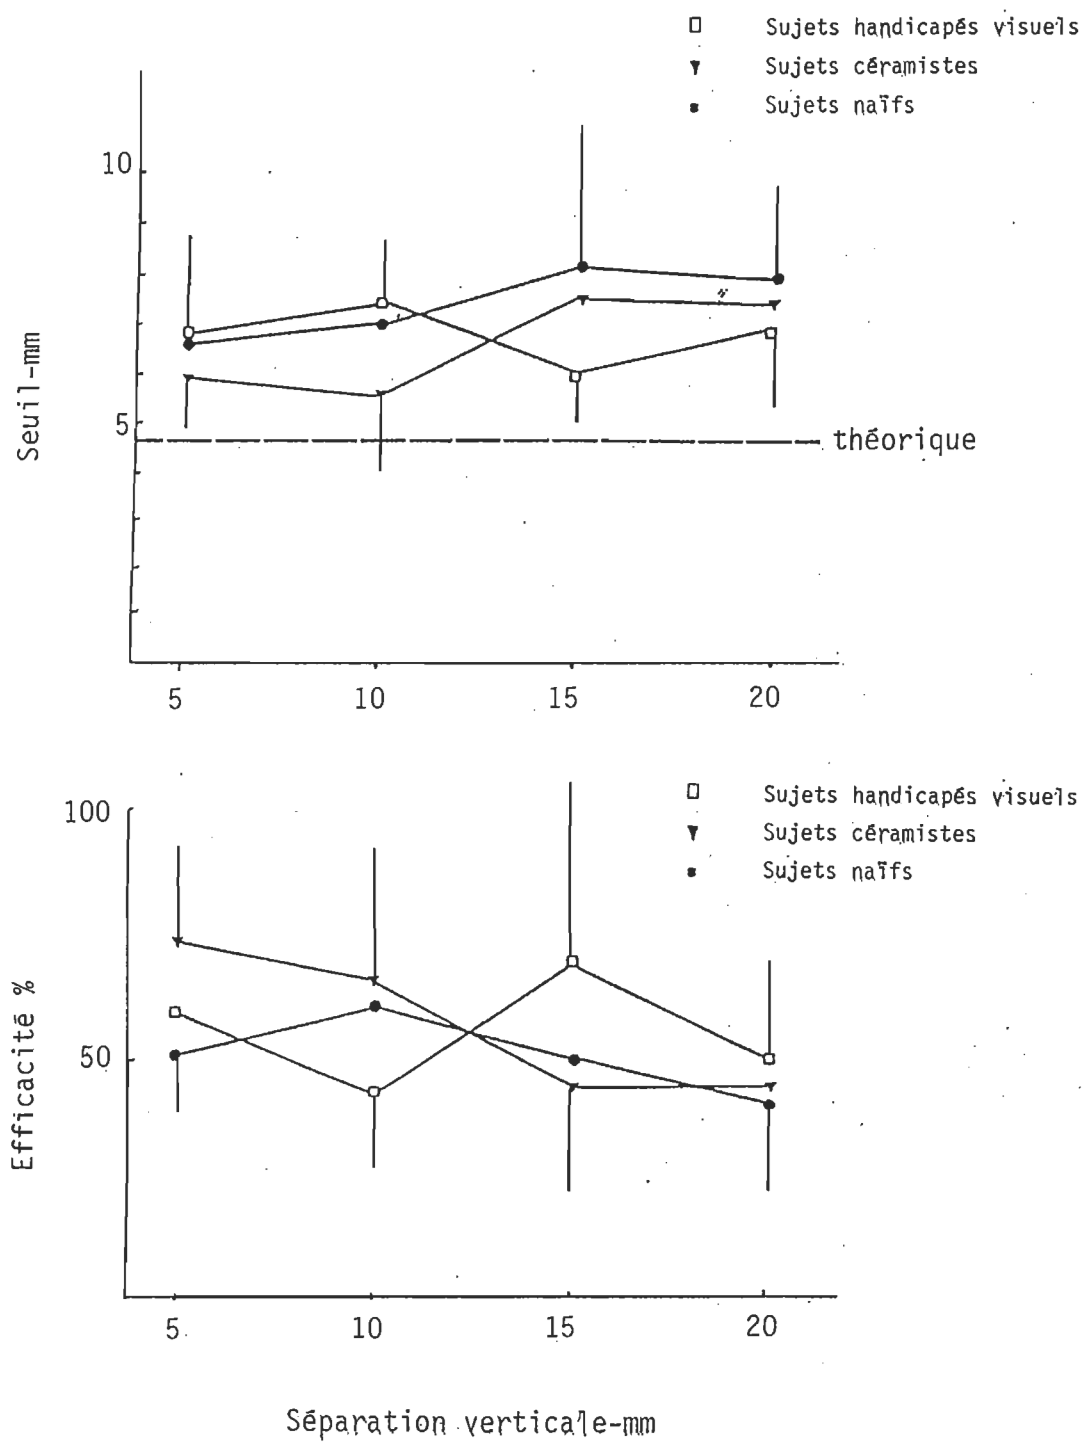 Sujets handicapés visuels
Sujets céramistes
Sujets naïfs
10
5
Seuil-mm
théorique
5 10 15 20
Sujets handicapés visuels
Sujets céramistes
Sujets naïfs
100
50
Efficacité %
5 10 15 20
Séparation verticale-mm